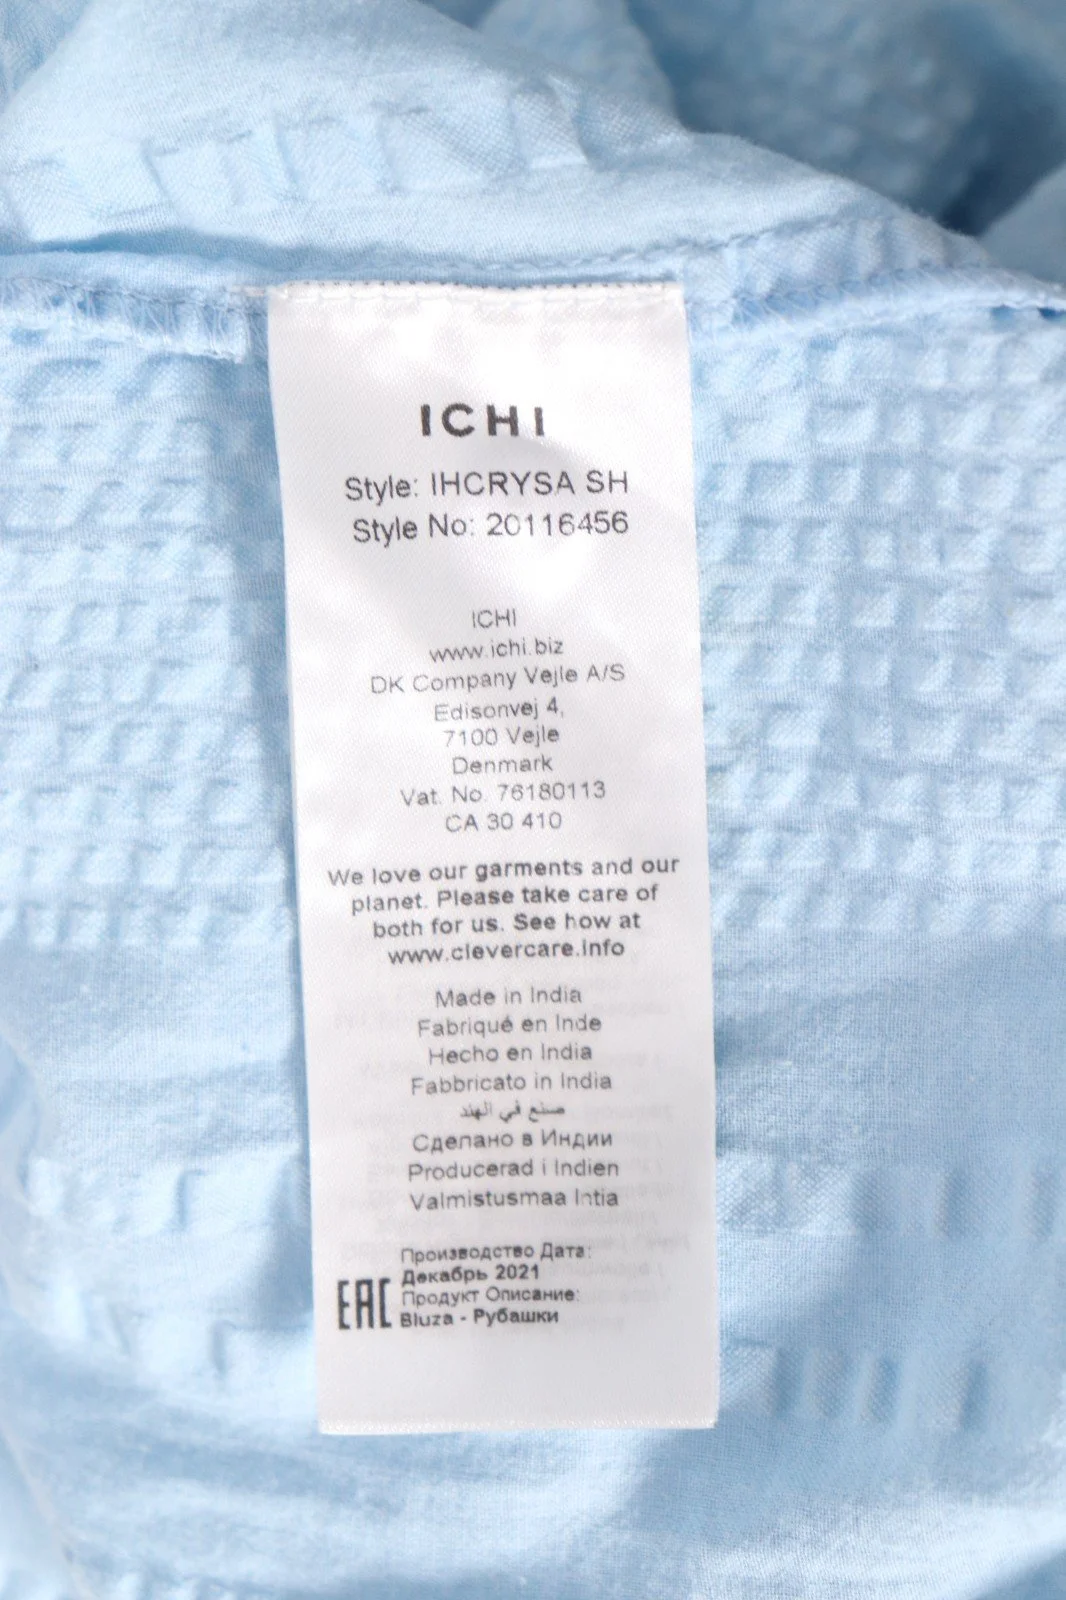 ICHI
Style: IHCRYSA SH
Style No: 20116456
ICHI
www.ichi.biz
DK Company Vejle A/S
Edisonvej 4,
7100 Vejle
Denmark
Vat. No. 76180113
CA 30 410
We love our garments and our
planet. Please take care of
both for us. See how at
www.clevercare.info
Made in India
Fabriqué en Inde
Hecho en India
Fabbricato in India
صنع في الهند
Сделано в Индии
Producerad i Indien
Valmistusmaa Intia
Производство Дата:
Декабрь 2021
Продукт Описание:
Bluza - Рубашки
EAC